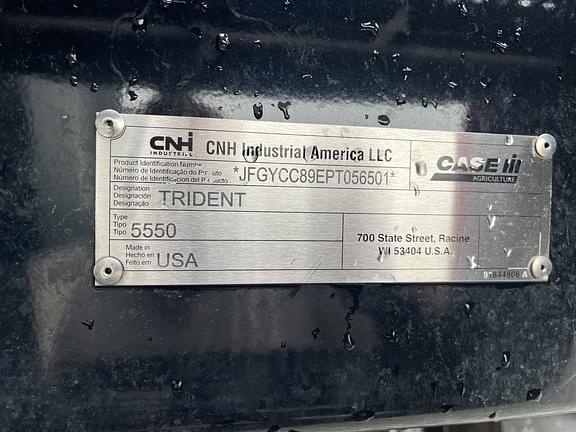 CNH
INDUSTRIAL
CNH Industrial America LLC
Product Identification Number
Número de Identificação do Produto
Número de Identificacion del Producto
*JFGYCC89EPT056501*
CASE IH
AGRICULTURE
Designation
Designación
Designação
TRIDENT
Type
Tipo
Tipo
5550
700 State Street, Racine
WI 53404 U.S.A.
Made in
Hecho en
Feito em
USA